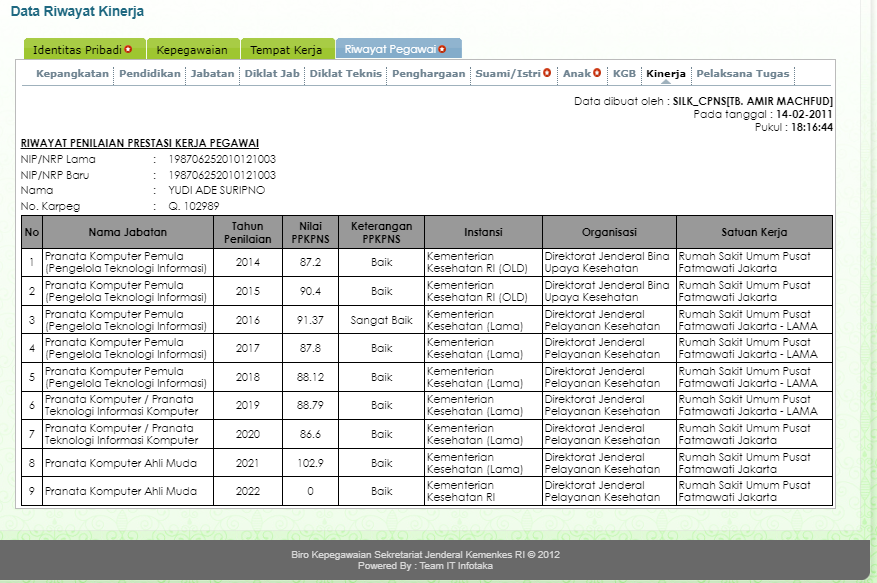 Data Riwayat Kinerja
Identitas Pribadi Kepegawaian Tempat Kerja Riwayat Pegawai
Kepangkatan Pendidikan Jabatan Diklat Jab Diklat Teknis Penghargaan Suami/Istri Anak KGB Kinerja Pelaksana Tugas
Data dibuat oleh : SILK_CPNS[TB. AMIR MACHFUD]
Pada tanggal : 14-02-2011
Pukul : 18:16:44
RIWAYAT PENILAIAN PRESTASI KERJA PEGAWAI
NIP/NRP Lama : 198706252010121003
NIP/NRP Baru : 198706252010121003
Nama : YUDI ADE SURIPNO
No. Karpeg : Q. 102989
No Nama Jabatan Tahun Penilaian Nilai PPKPNS Keterangan PPKPNS Instansi Organisasi Satuan Kerja
1 Pranata Komputer Pemula (Pengelola Teknologi Informasi) 2014 87.2 Baik Kementerian Kesehatan RI (OLD) Direktorat Jenderal Bina Upaya Kesehatan Rumah Sakit Umum Pusat Fatmawati Jakarta
2 Pranata Komputer Pemula (Pengelola Teknologi Informasi) 2015 90.4 Baik Kementerian Kesehatan RI (OLD) Direktorat Jenderal Bina Upaya Kesehatan Rumah Sakit Umum Pusat Fatmawati Jakarta
3 Pranata Komputer Pemula (Pengelola Teknologi Informasi) 2016 91.37 Sangat Baik Kementerian Kesehatan (Lama) Direktorat Jenderal Pelayanan Kesehatan Rumah Sakit Umum Pusat Fatmawati Jakarta - LAMA
4 Pranata Komputer Pemula (Pengelola Teknologi Informasi) 2017 87.8 Baik Kementerian Kesehatan (Lama) Direktorat Jenderal Pelayanan Kesehatan Rumah Sakit Umum Pusat Fatmawati Jakarta - LAMA
5 Pranata Komputer Pemula (Pengelola Teknologi Informasi) 2018 88.12 Baik Kementerian Kesehatan (Lama) Direktorat Jenderal Pelayanan Kesehatan Rumah Sakit Umum Pusat Fatmawati Jakarta - LAMA
6 Pranata Komputer / Pranata Teknologi Informasi Komputer 2019 88.79 Baik Kementerian Kesehatan (Lama) Direktorat Jenderal Pelayanan Kesehatan Rumah Sakit Umum Pusat Fatmawati Jakarta - LAMA
7 Pranata Komputer / Pranata Teknologi Informasi Komputer 2020 86.6 Baik Kementerian Kesehatan (Lama) Direktorat Jenderal Pelayanan Kesehatan Rumah Sakit Umum Pusat Fatmawati Jakarta
8 Pranata Komputer Ahli Muda 2021 102.9 Baik Kementerian Kesehatan (Lama) Direktorat Jenderal Pelayanan Kesehatan Rumah Sakit Umum Pusat Fatmawati Jakarta
9 Pranata Komputer Ahli Muda 2022 0 Baik Kementerian Kesehatan RI Direktorat Jenderal Pelayanan Kesehatan Rumah Sakit Umum Pusat Fatmawati Jakarta
Biro Kepegawaian Sekretariat Jenderal Kemenkes RI © 2012
Powered By : Team IT Infotaka